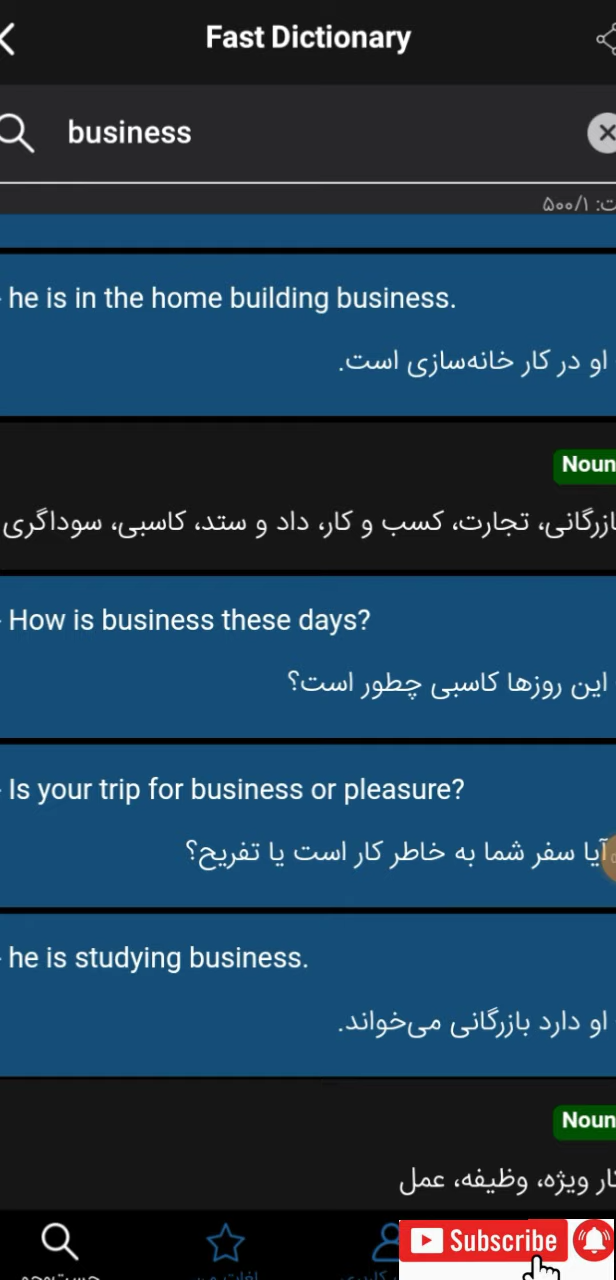 Fast Dictionary
business
۵۰۰/۱
he is in the home building business.
او در کار خانه‌سازی است.
Noun
تجارت، کسب و کار، داد و ستد، کاسبی، سوداگری
How is business these days?
این روزها کاسبی چطور است؟
Is your trip for business or pleasure?
آیا سفر شما به خاطر کار است یا تفریح؟
he is studying business.
او دارد بازرگانی می‌خواند.
Noun
ویژه، وظیفه، عمل
Subscribe